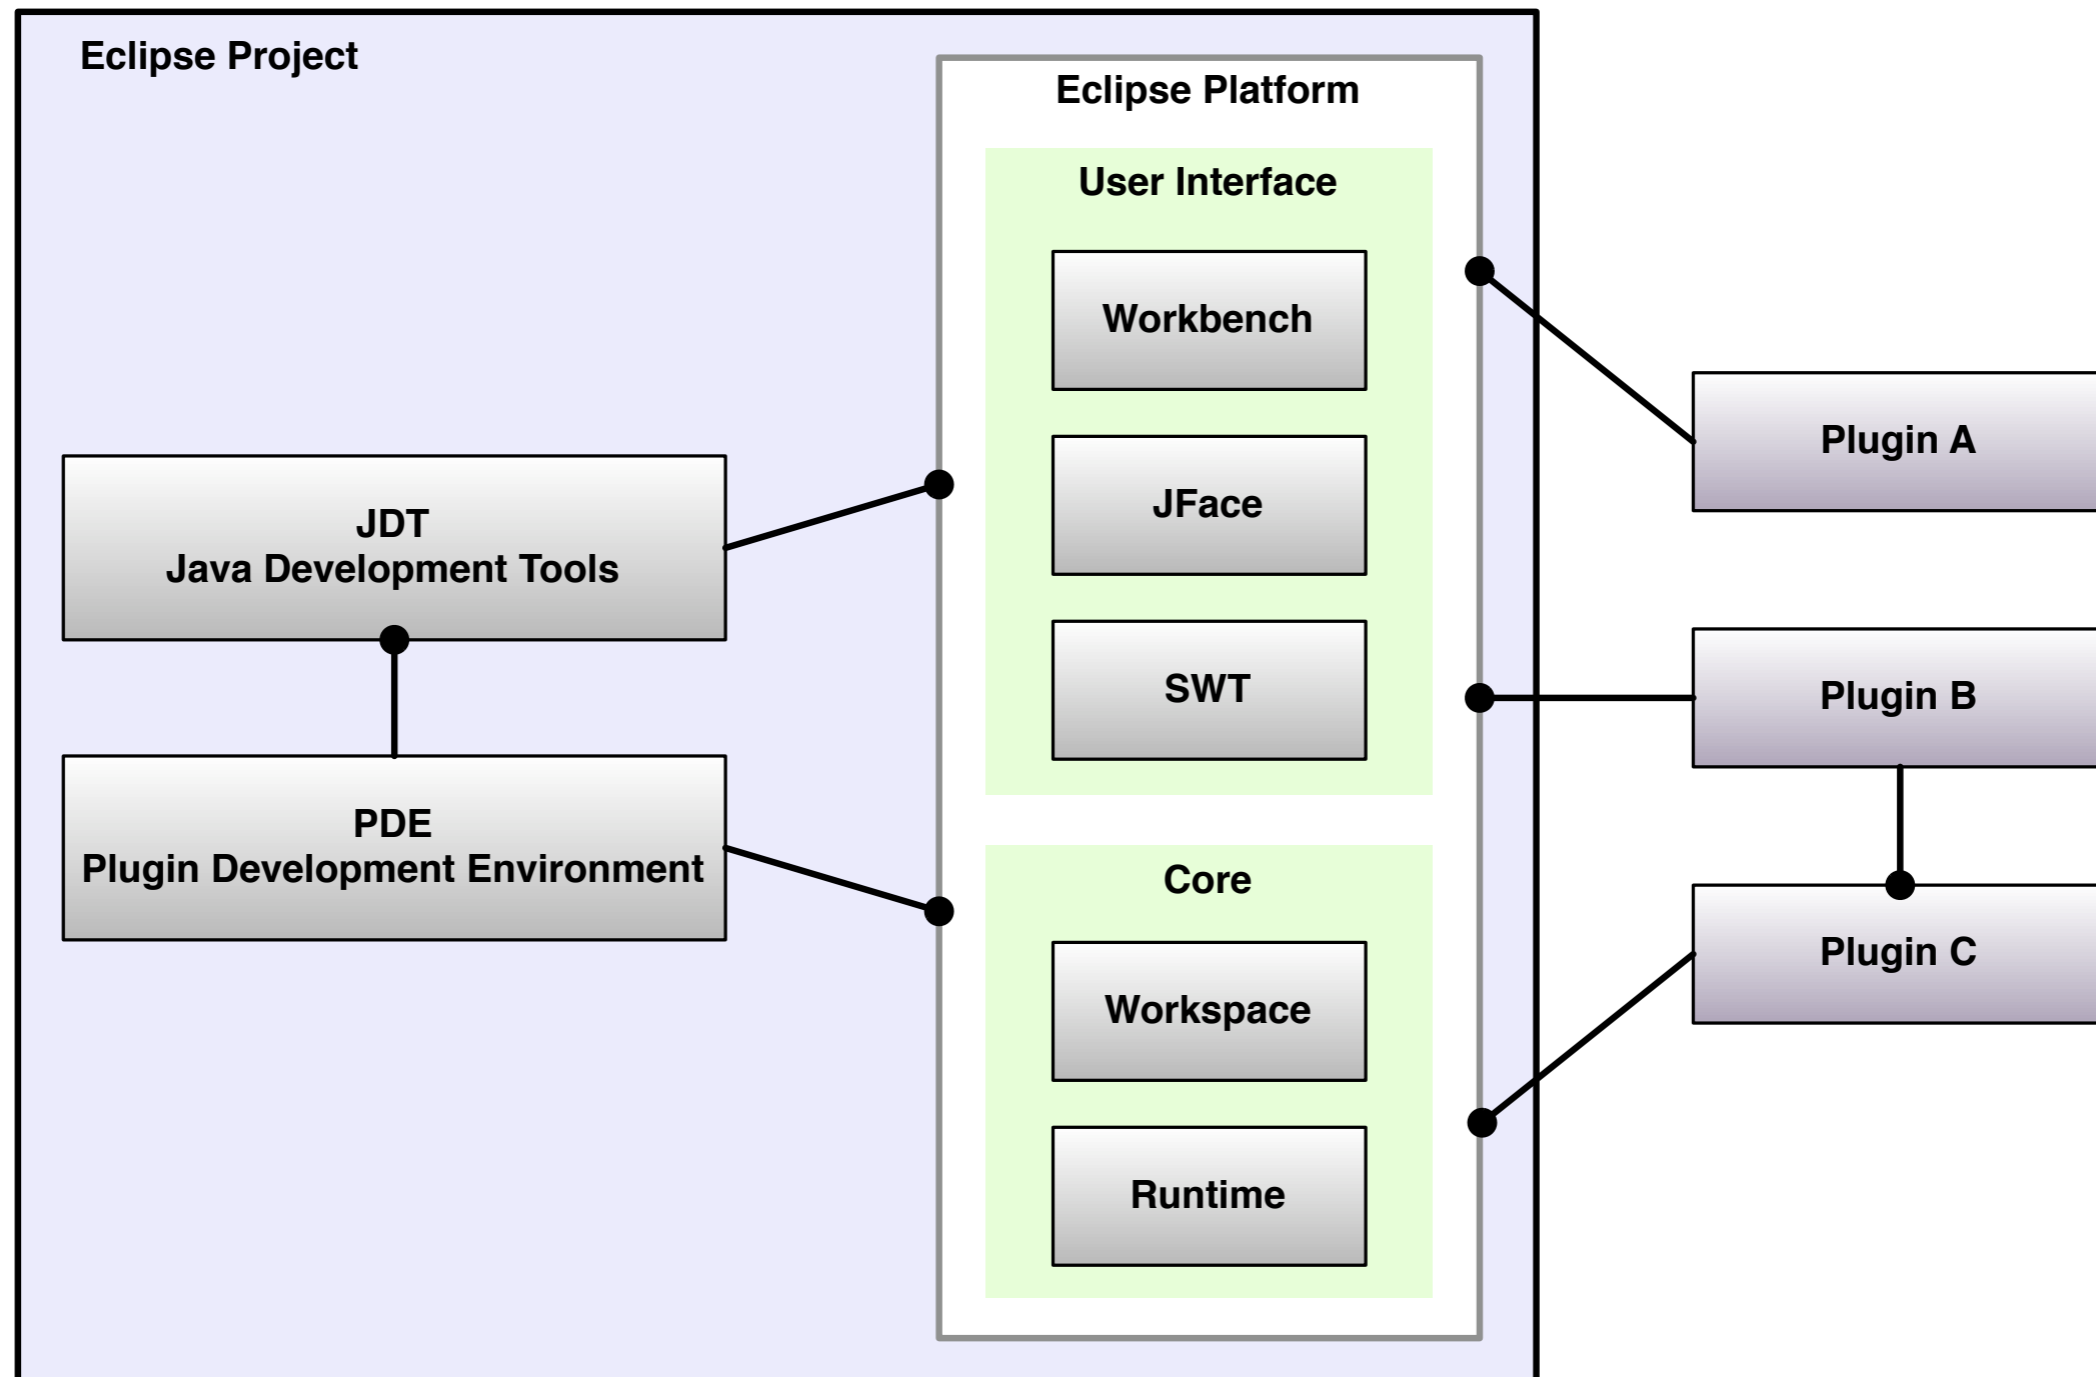 Eclipse Project
Eclipse Platform
User Interface
Workbench
JFace
SWT
Core
Workspace
Runtime
JDT
Java Development Tools
PDE
Plugin Development Environment
Plugin A
Plugin B
Plugin C